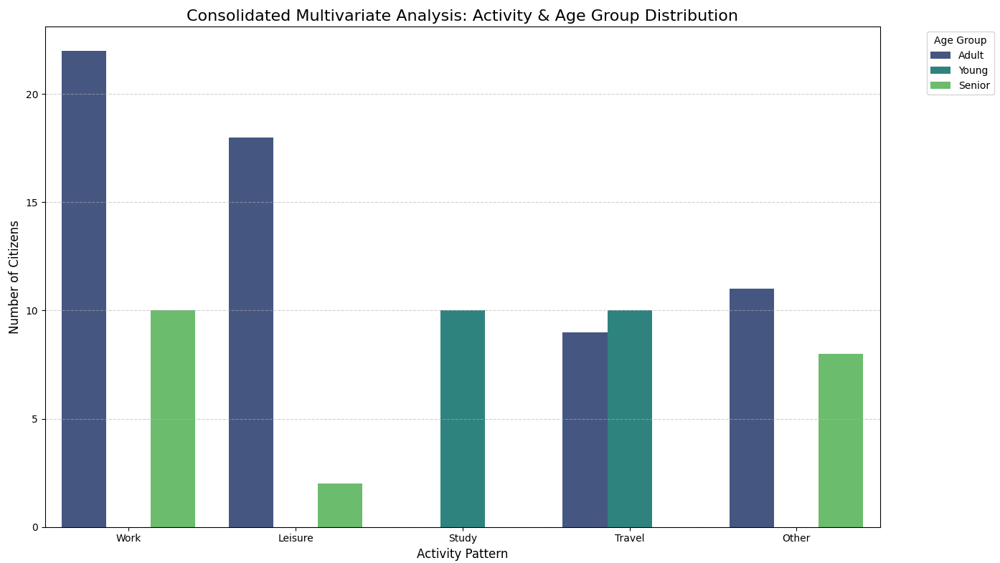 Consolidated Multivariate Analysis: Activity & Age Group Distribution
Age Group
Adult
Young
Senior
Number of Citizens
20
15
10
5
0
Work
Leisure
Study
Travel
Other
Activity Pattern